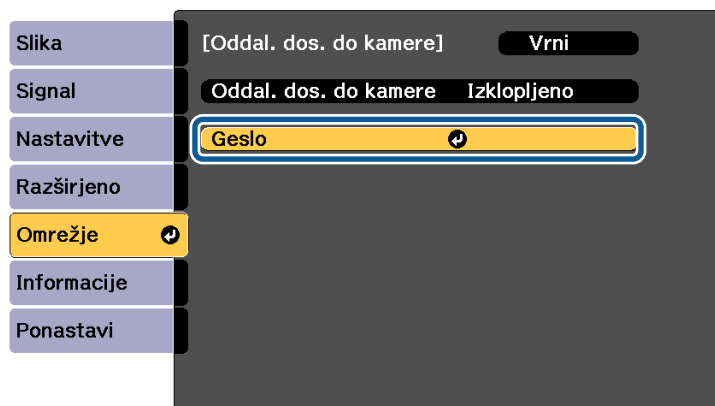 Slika
Signal
Nastavitve
Razširjeno
Omrežje
Informacije
Ponastavi
[Oddal. dos. do kamere] Vrni
Oddal. dos. do kamere Izklopljeno
Geslo